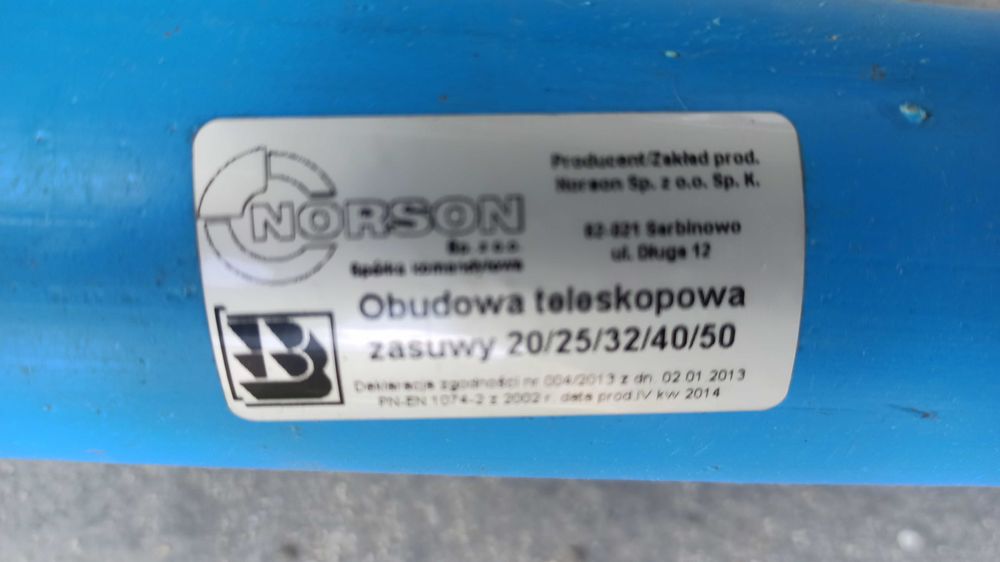 NORSON
Sp. z o.o.
Spółka komandytowa
Producent/Zakład prod.
Norson Sp. z o.o. Sp. K.
Sarbinowo
ul. Długa 12
Obudowa teleskopowa
zasuwy 20/25/32/40/50
Deklaracja zgodności nr 004/2013 z dn. 02 01 2013
PN-EN 1074-2 z 2002 r. data prod.IV kw 2014